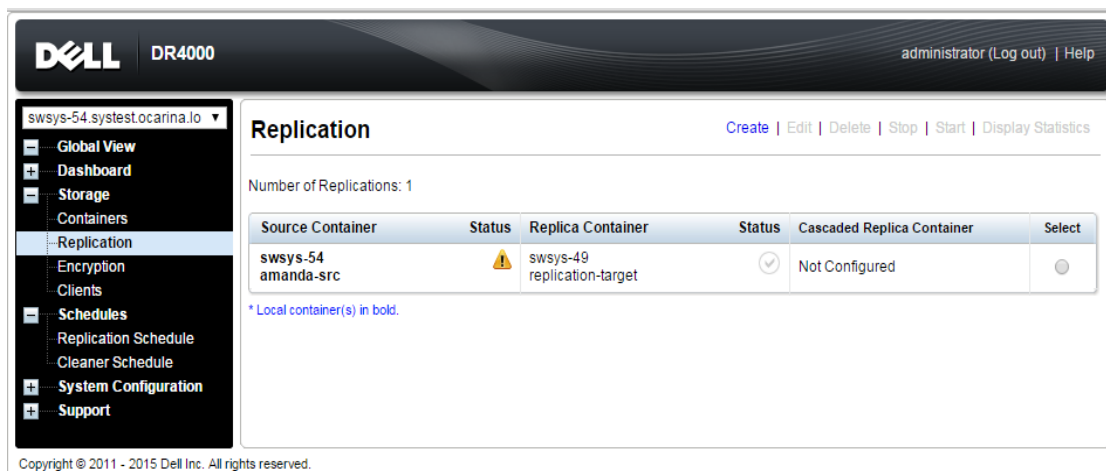 DELL DR4000
administrator (Log out) | Help
swsys-54.systest.ocarina.lo
Global View
Dashboard
Storage
Containers
Replication
Encryption
Clients
Schedules
Replication Schedule
Cleaner Schedule
System Configuration
Support
Replication
Create | Edit | Delete | Stop | Start | Display Statistics
Number of Replications: 1
Source Container Status Replica Container Status Cascaded Replica Container Select
swsys-54 swsys-49
amanda-src replication-target Not Configured
* Local container(s) in bold.
Copyright © 2011 - 2015 Dell Inc. All rights reserved.